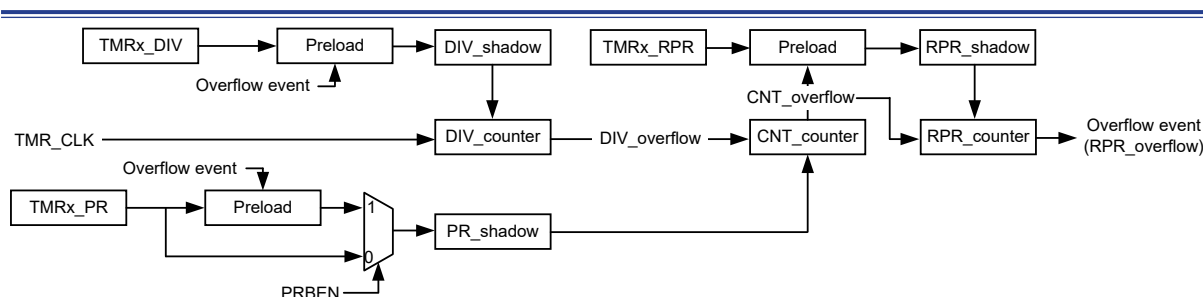 TMRx_DIV
Preload
DIV_shadow
TMRx_RPR
Preload
RPR_shadow
Overflow event
CNT_overflow
TMR_CLK
DIV_counter
DIV_overflow
CNT_counter
RPR_counter
Overflow event
(RPR_overflow)
Overflow event
TMRx_PR
Preload
1
PR_shadow
0
PRBEN